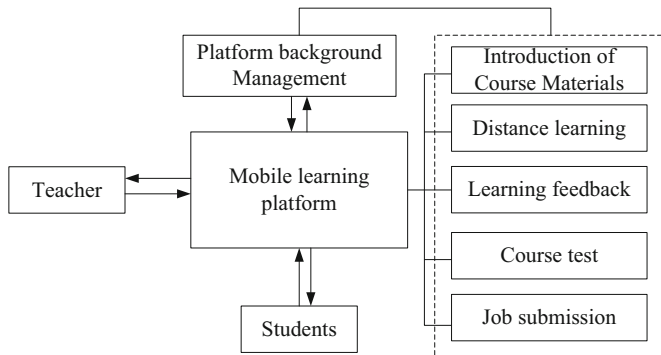 Platform background
Management
Introduction of
Course Materials
Distance learning
Teacher
Mobile learning
platform
Learning feedback
Course test
Students
Job submission